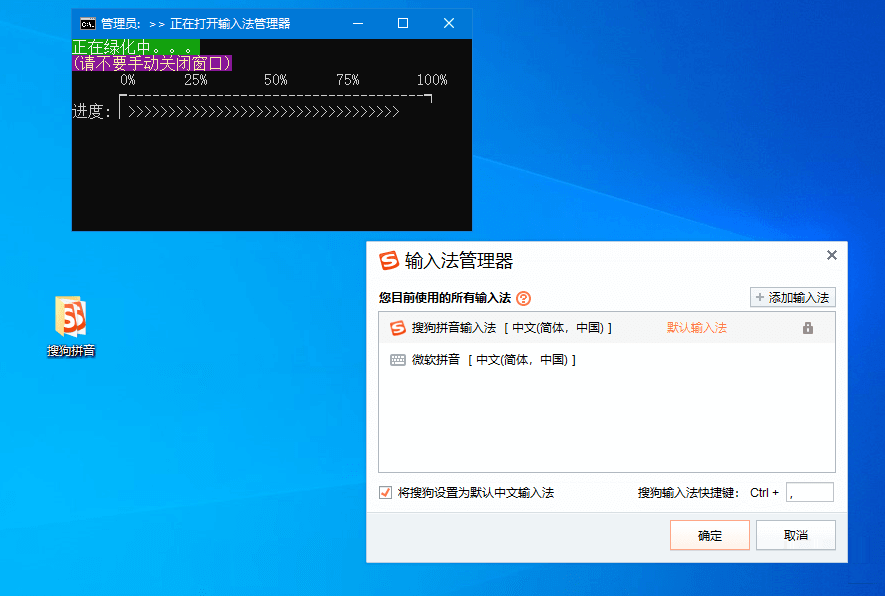 管理员: >> 正在打开输入法管理器
正在绿化中。。。
(请不要手动关闭窗口)
0% 25% 50% 75% 100%
进度: >>>>>>>>>>>>>>>>>>>>>>>>>>>>>>>>>>
输入法管理器
您目前使用的所有输入法 ?
+ 添加输入法
搜狗拼音输入法 [ 中文(简体，中国) ] 默认输入法
微软拼音 [ 中文(简体，中国) ]
将搜狗设置为默认中文输入法 搜狗输入法快捷键: Ctrl + ,
确定 取消
搜狗拼音